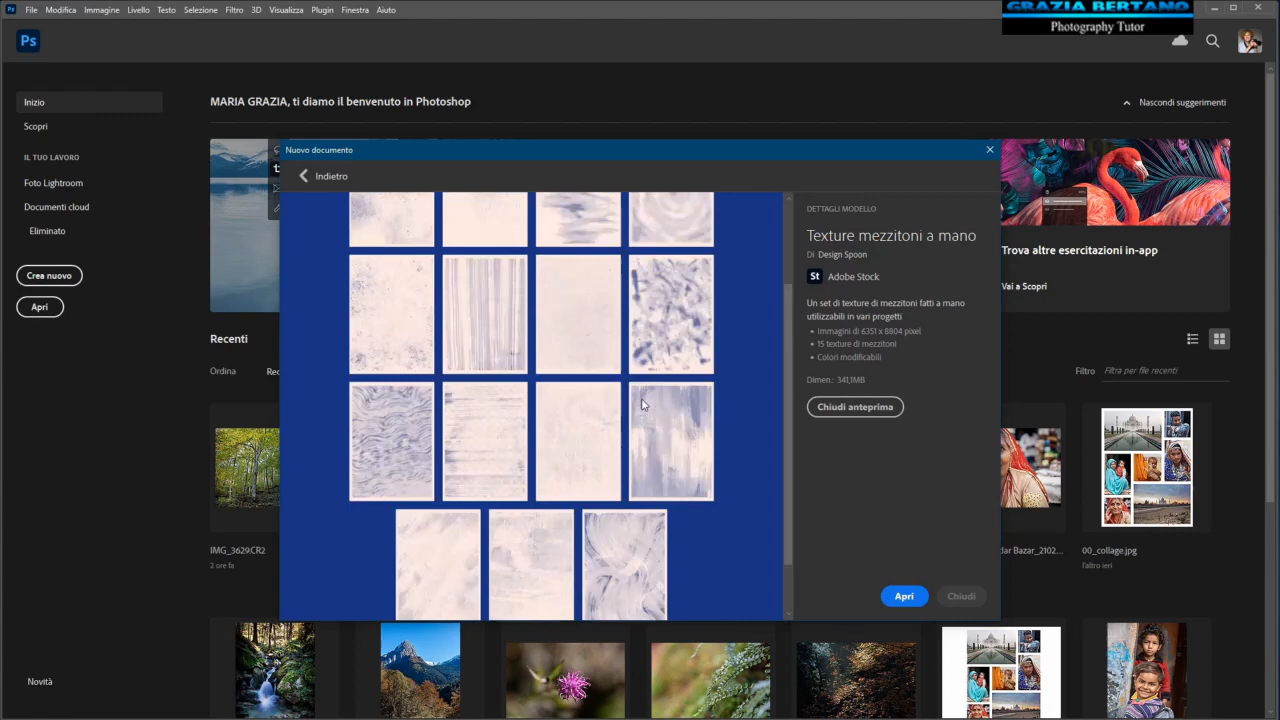 Ps File Modifica Immagine Livello Testo Selezione Filtro 3D Visualizza Plugin Finestra Aiuto
GRAZIA BERTANO
Photography Tutor
Ps
Inizio
Scopri
IL TUO LAVORO
Foto Lightroom
Documenti cloud
Eliminato
Crea nuovo
Apri
Novità
MARIA GRAZIA, ti diamo il benvenuto in Photoshop
Nascondi suggerimenti
Nuovo documento
Indietro
DETTAGLI MODELLO
Texture mezzitoni a mano
Di Design Spoon
St Adobe Stock
Un set di texture di mezzitoni fatti a mano
utilizzabili in vari progetti
• Immagini di 6351 x 8804 pixel
• 15 texture di mezzitoni
• Colori modificabili
Dimen.: 341,1MB
Chiudi anteprima
Apri
Chiudi
Trova altre esercitazioni in-app
Vai a Scopri
Recenti
Ordina
Rec
Filtro
Filtra per file recenti
IMG_3629.CR2
2 ore fa
dar Bazar_2102...
00_collage.jpg
l'altro ieri